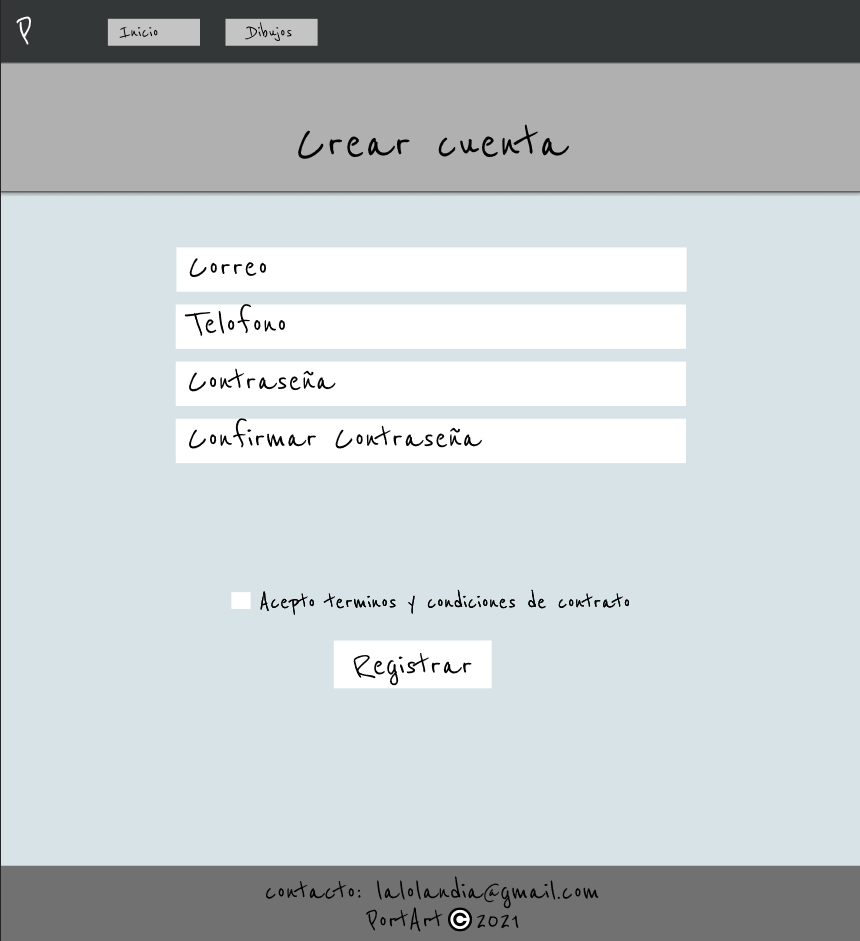 P
Inicio Dibujos
Crear cuenta
Correo
Telofono
Contraseña
Confirmar Contraseña
Acepto terminos y condiciones de contrato
Registrar
contacto: lalolandia@gmail.com
PortArt © 2021